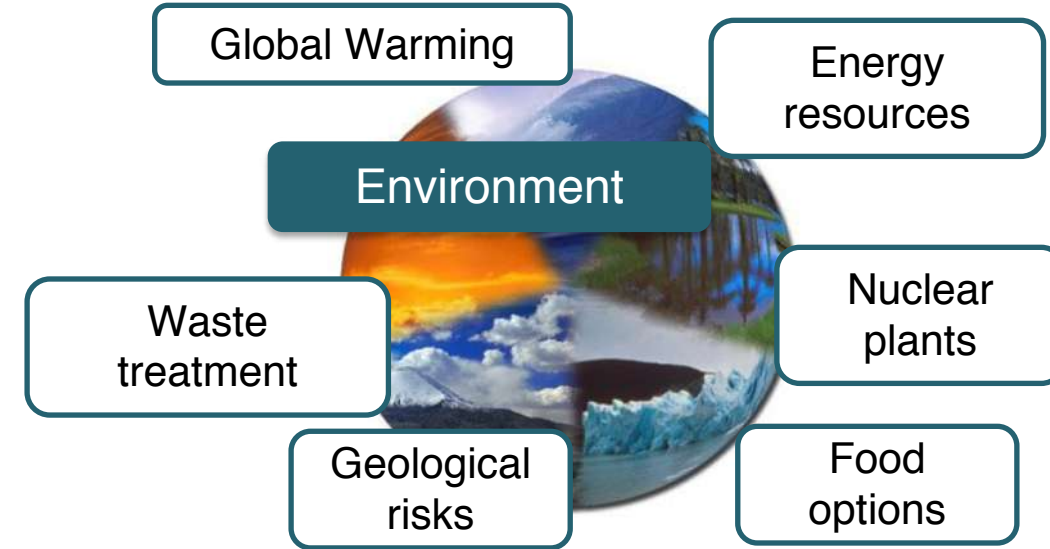 Global Warming
Energy
resources
Environment
Nuclear
plants
Waste
treatment
Food
options
Geological
risks